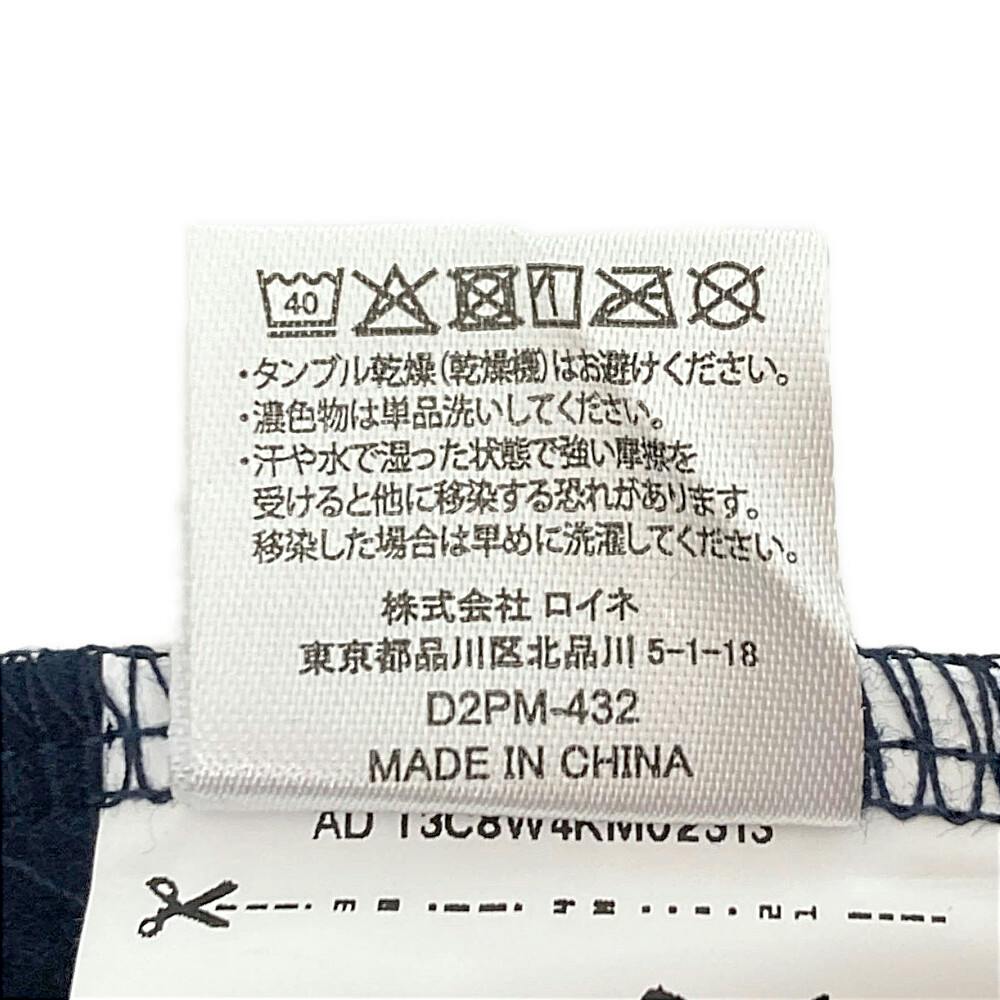 40
・タンブル乾燥(乾燥機)はお避けください。
・濃色物は単品洗いしてください。
・汗や水で湿った状態で強い摩擦を
受けると他に移染する恐れがあります。
移染した場合は早めに洗濯してください。
株式会社 ロイネ
東京都品川区北品川 5-1-18
D2PM-432
MADE IN CHINA
AD 13C8W4KM02313